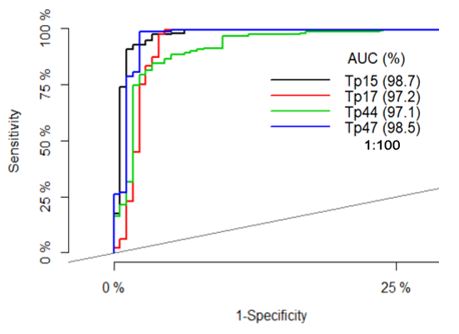 100 %
75 %
50 %
25 %
0 %
Sensitivity
AUC (%)
Tp15 (98.7)
Tp17 (97.2)
Tp44 (97.1)
Tp47 (98.5)
1:100
0 %
25 %
1-Specificity